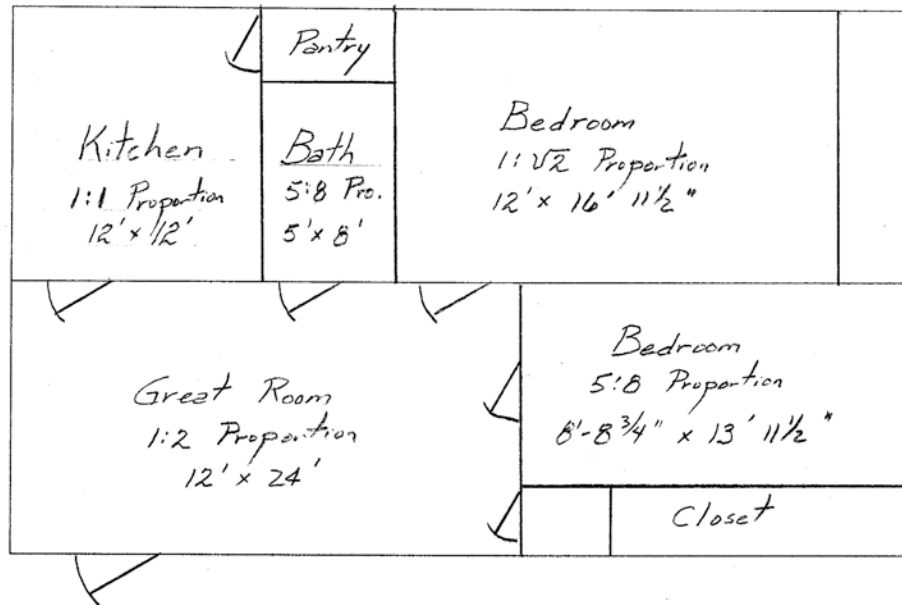 Pantry
Kitchen
1:1 Proportion
12' x 12'
Bath
5:8 Pro.
5' x 8'
Bedroom
1:√2 Proportion
12' x 16' 11½"
Great Room
1:2 Proportion
12' x 24'
Bedroom
5:8 Proportion
8'-8 3/4" x 13' 11½"
Closet